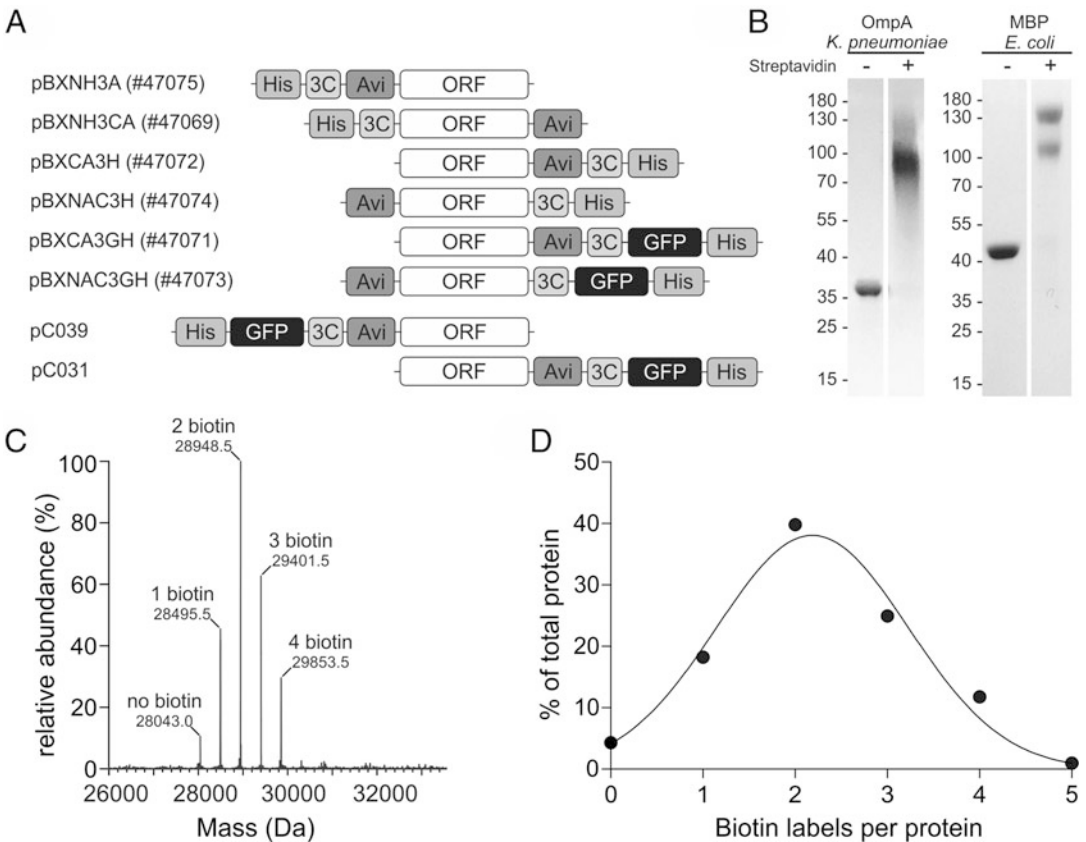 A
pBXNH3A (#47075)
His 3C Avi ORF
pBXNH3CA (#47069)
His 3C ORF Avi
pBXCA3H (#47072)
ORF Avi 3C His
pBXNAC3H (#47074)
Avi ORF 3C His
pBXCA3GH (#47071)
ORF Avi 3C GFP His
pBXNAC3GH (#47073)
Avi ORF 3C GFP His
pC039
His GFP 3C Avi ORF
pC031
ORF Avi 3C GFP His
B
OmpA
K. pneumoniae
MBP
E. coli
Streptavidin - + - +
180 -
130 -
100 -
70 -
55 -
40 -
35 -
25 -
15 -
180 -
130 -
100 -
70 -
55 -
40 -
35 -
25 -
15 -
C
2 biotin
28948.5
3 biotin
29401.5
1 biotin
28495.5
4 biotin
29853.5
no biotin
28043.0
relative abundance (%)
100
80
60
40
20
0
26000 28000 30000 32000
Mass (Da)
D
% of total protein
50
40
30
20
10
0
0 1 2 3 4 5
Biotin labels per protein